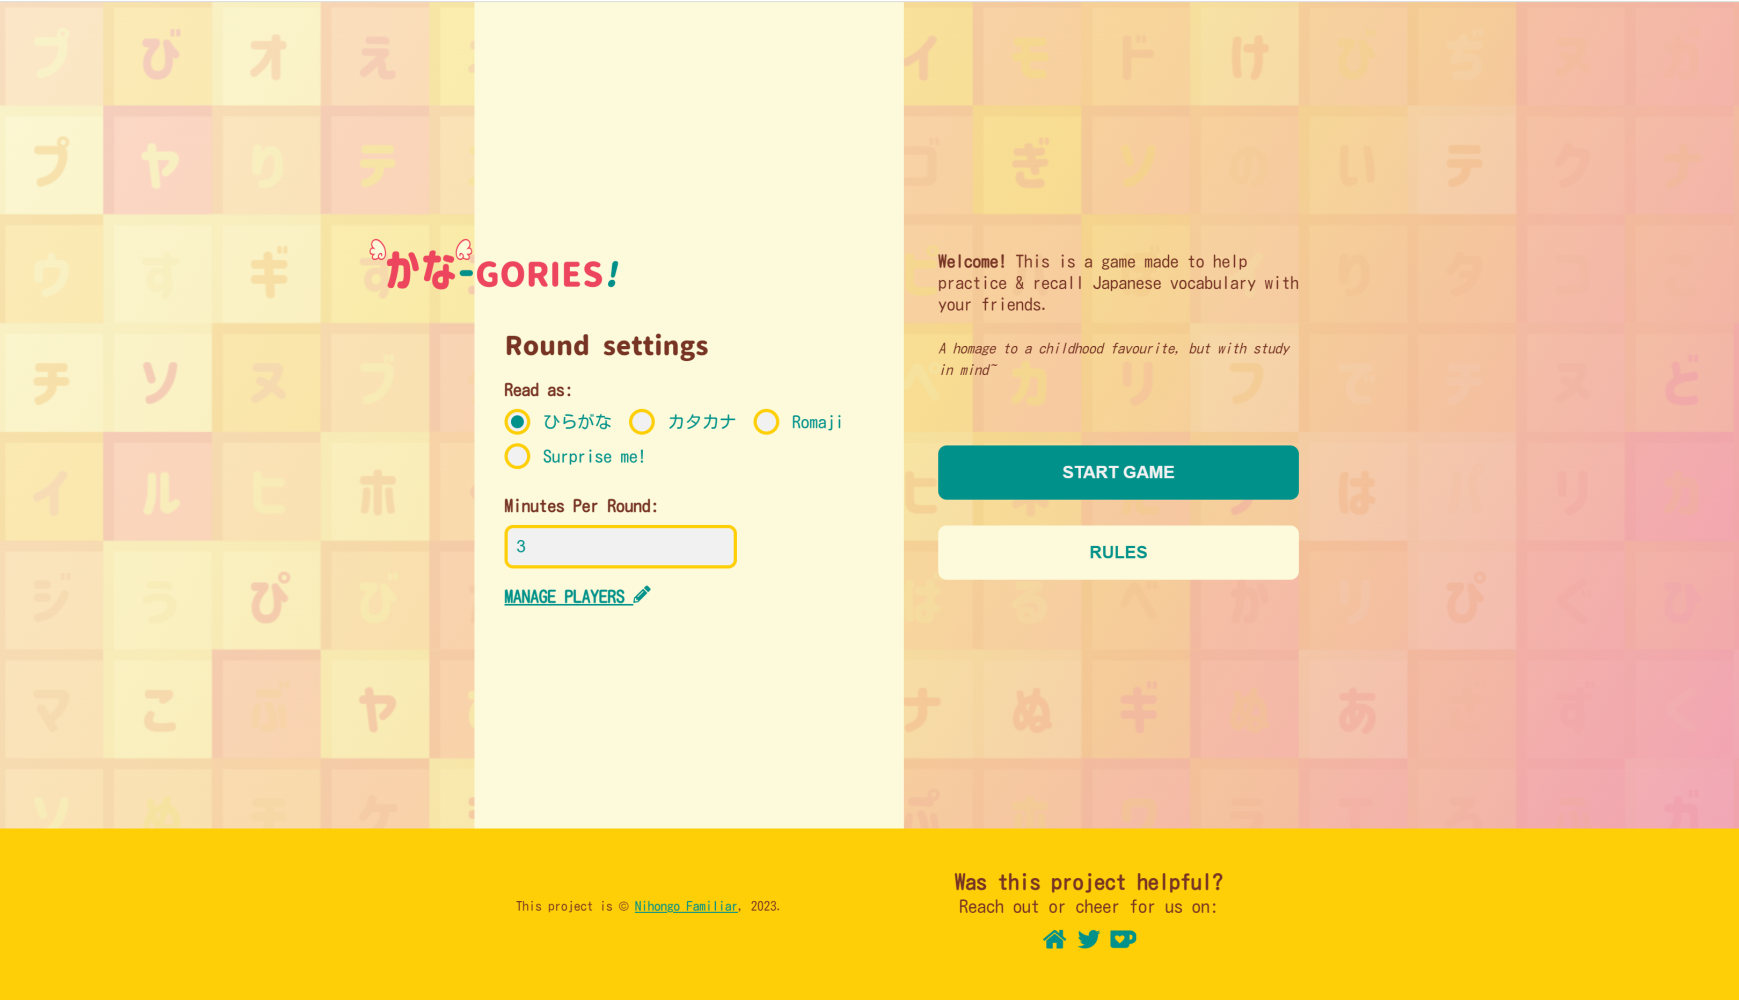 かな-GORIES!
Round settings
Read as:
ひらがな カタカナ Romaji
Surprise me!
Minutes Per Round:
3
MANAGE PLAYERS
Welcome! This is a game made to help
practice & recall Japanese vocabulary with
your friends.
A homage to a childhood favourite, but with study
in mind~
START GAME
RULES
This project is © Nihongo Familiar, 2023.
Was this project helpful?
Reach out or cheer for us on: